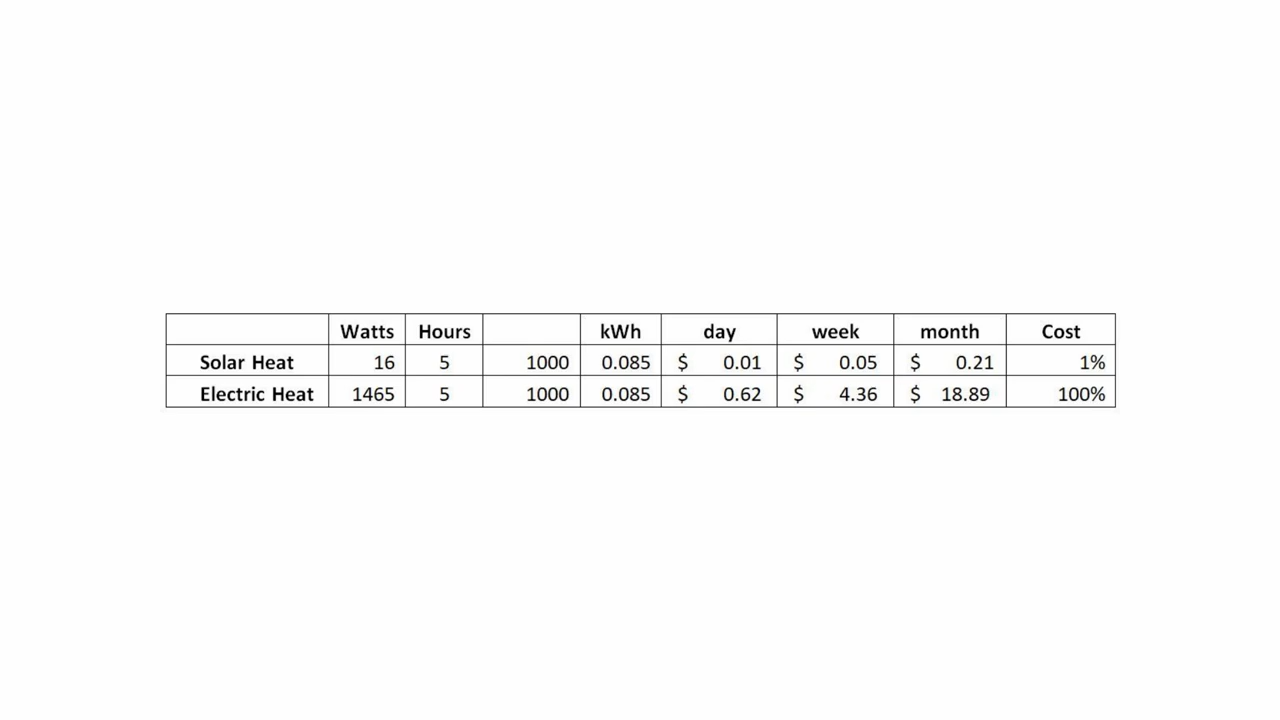 Watts Hours kWh day week month Cost
Solar Heat 16 5 1000 0.085 $ 0.01 $ 0.05 $ 0.21 1%
Electric Heat 1465 5 1000 0.085 $ 0.62 $ 4.36 $ 18.89 100%